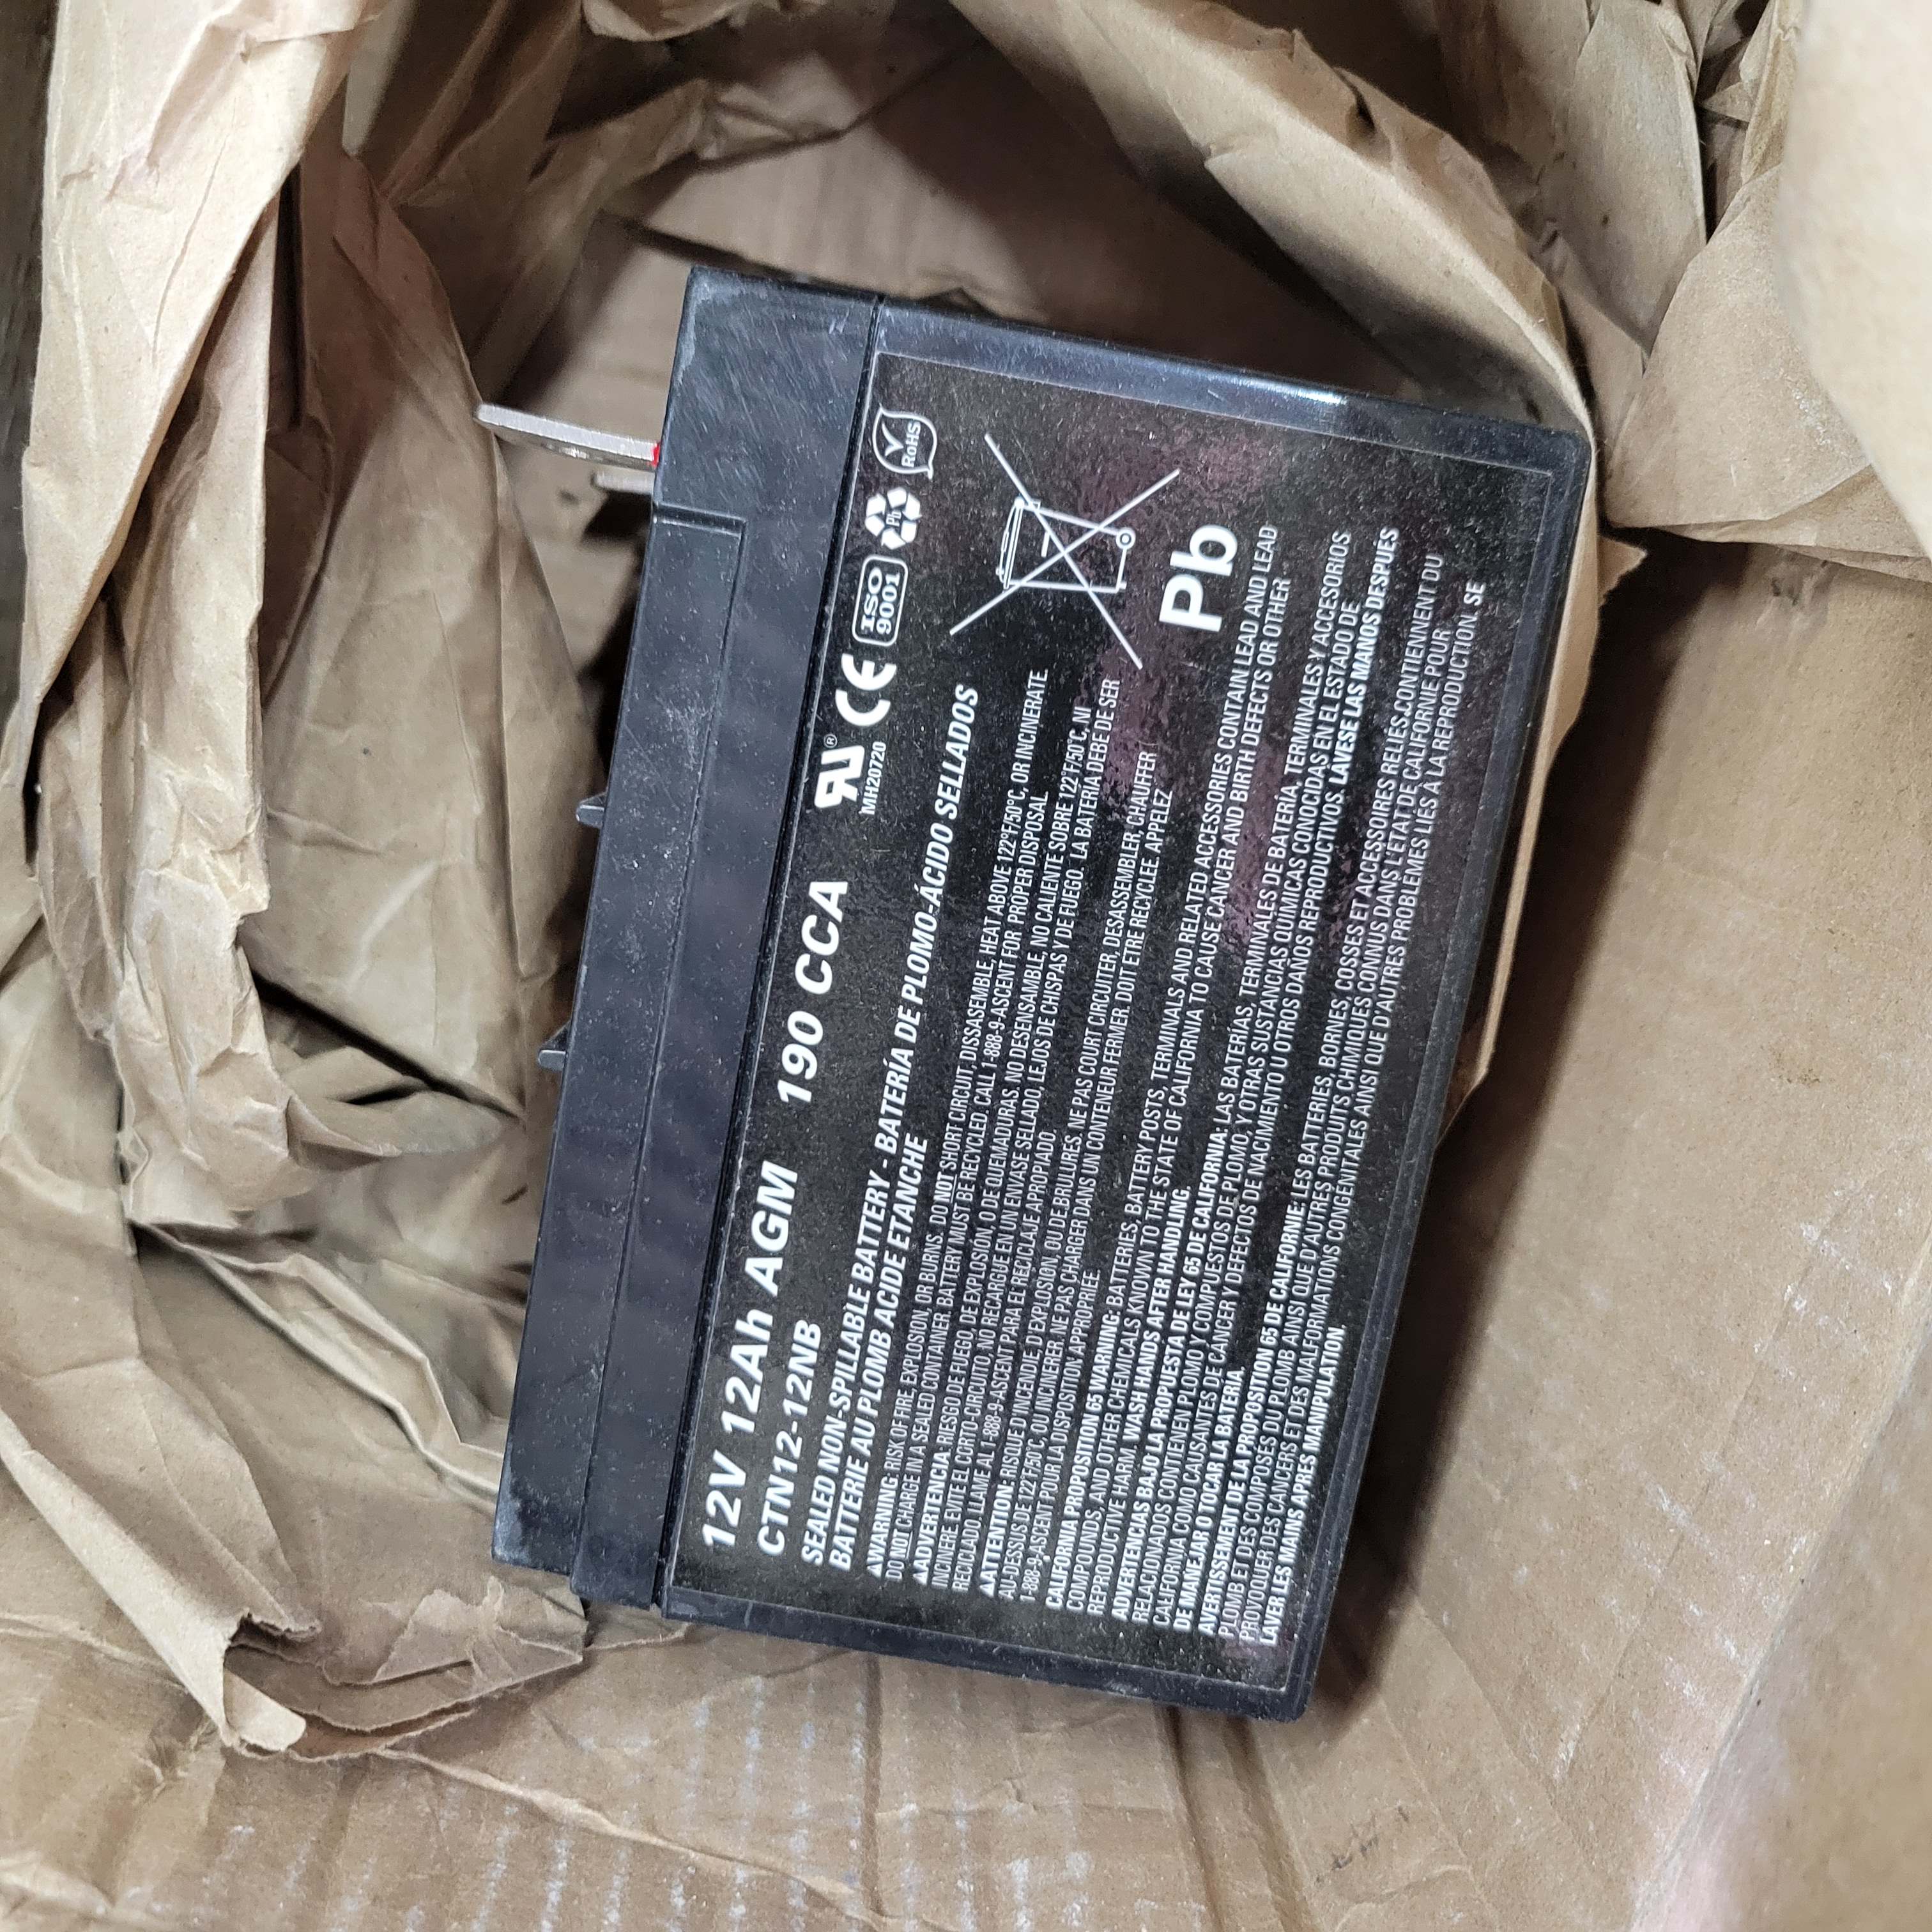 12V 12Ah AGM 190 CCA
CTN12-12NB
MH20720
ISO
9001
Pb
RoHS
SEALED NON-SPILLABLE BATTERY - BATERÍA DE PLOMO-ÁCIDO SELLADOS
BATTERIE AU PLOMB ACIDE ETANCHE
WARNING: RISK OF FIRE, EXPLOSION, OR BURNS. DO NOT SHORT CIRCUIT, DISSASEMBLE, HEAT ABOVE 122°F/50°C, OR INCINERATE
DO NOT CHARGE IN A SEALED CONTAINER. BATTERY MUST BE RECYCLED. CALL 1-888-9-ASCENT FOR PROPER DISPOSAL
ADVERTENCIA: RIESGO DE FUEGO, DE EXPLOSION, O DE QUEMADURAS. NO DESENSAMBLE, NO CALIENTE SOBRE 122°F/50°C, NI
INCINERE. EVITE EL CORTO-CIRCUITO. NO RECARGUE EN UN ENVASE SELLADO, LEJOS DE CHISPAS Y DE FUEGO. LA BATERIA DEBE DE SER
RECICLADO. LLAME AL 1-888-9-ASCENT PARA EL RECICLAJE APROPIADO
ATTENTION: RISQUE D'INCENDIE D'EXPLOSION, OU DE BRULURES. NE PAS COURT CIRCUITER, DESASSEMBLER, CHAUFFER
AU-DESSUS DE 122°F/50°C, OU INCINERER. NE PAS CHARGER DANS UN CONTENEUR FERMER. DOIT ETRE RECYCLEE. APPELEZ
1-888-9-ASCENT POUR LA DISPOSITION APPROPRIEE
Pb
CALIFORNIA PROPOSITION 65 WARNING: BATTERIES, BATTERY POSTS, TERMINALS AND RELATED ACCESSORIES CONTAIN LEAD AND LEAD
COMPOUNDS, AND OTHER CHEMICALS KNOWN TO THE STATE OF CALIFORNIA TO CAUSE CANCER AND BIRTH DEFECTS OR OTHER
REPRODUCTIVE HARM. WASH HANDS AFTER HANDLING.
ADVERTENCIAS BAJO LA PROPUESTA DE LEY 65 DE CALIFORNIA: LAS BATERÍAS, TERMINALES DE BATERIA, TERMINALES Y ACCESORIOS
RELACIONADOS CONTIENEN PLOMO Y COMPUESTOS DE PLOMO, Y OTRAS SUSTANCIAS QUIMICAS CONOCIDAS EN EL ESTADO DE
CALIFORNIA COMO CAUSANTES DE CANCER Y DEFECTOS DE NACIMIENTO U OTROS DAÑOS REPRODUCTIVOS. LAVESE LAS MANOS DESPUES
DE MANEJAR O TOCAR LA BATERÍA
AVERTISSEMENT DE LA PROPOSITION 65 DE CALIFORNIE: LES BATTERIES, BORNES, COSSES ET ACCESSOIRES RELIES, CONTIENNENT DU
PLOMB ET DES COMPOSES DU PLOMB AINSI QUE D'AUTRES PRODUITS CHIMIQUES CONNUS DANS L'ETAT DE CALIFORNIE POUR
PROVOQUER DES CANCERS ET DES MALFORMATIONS CONGENITALES AINSI QUE D'AUTRES PROBLEMES LIES A LA REPRODUCTION. SE
LAVER LES MAINS APRES MANIPULATION.